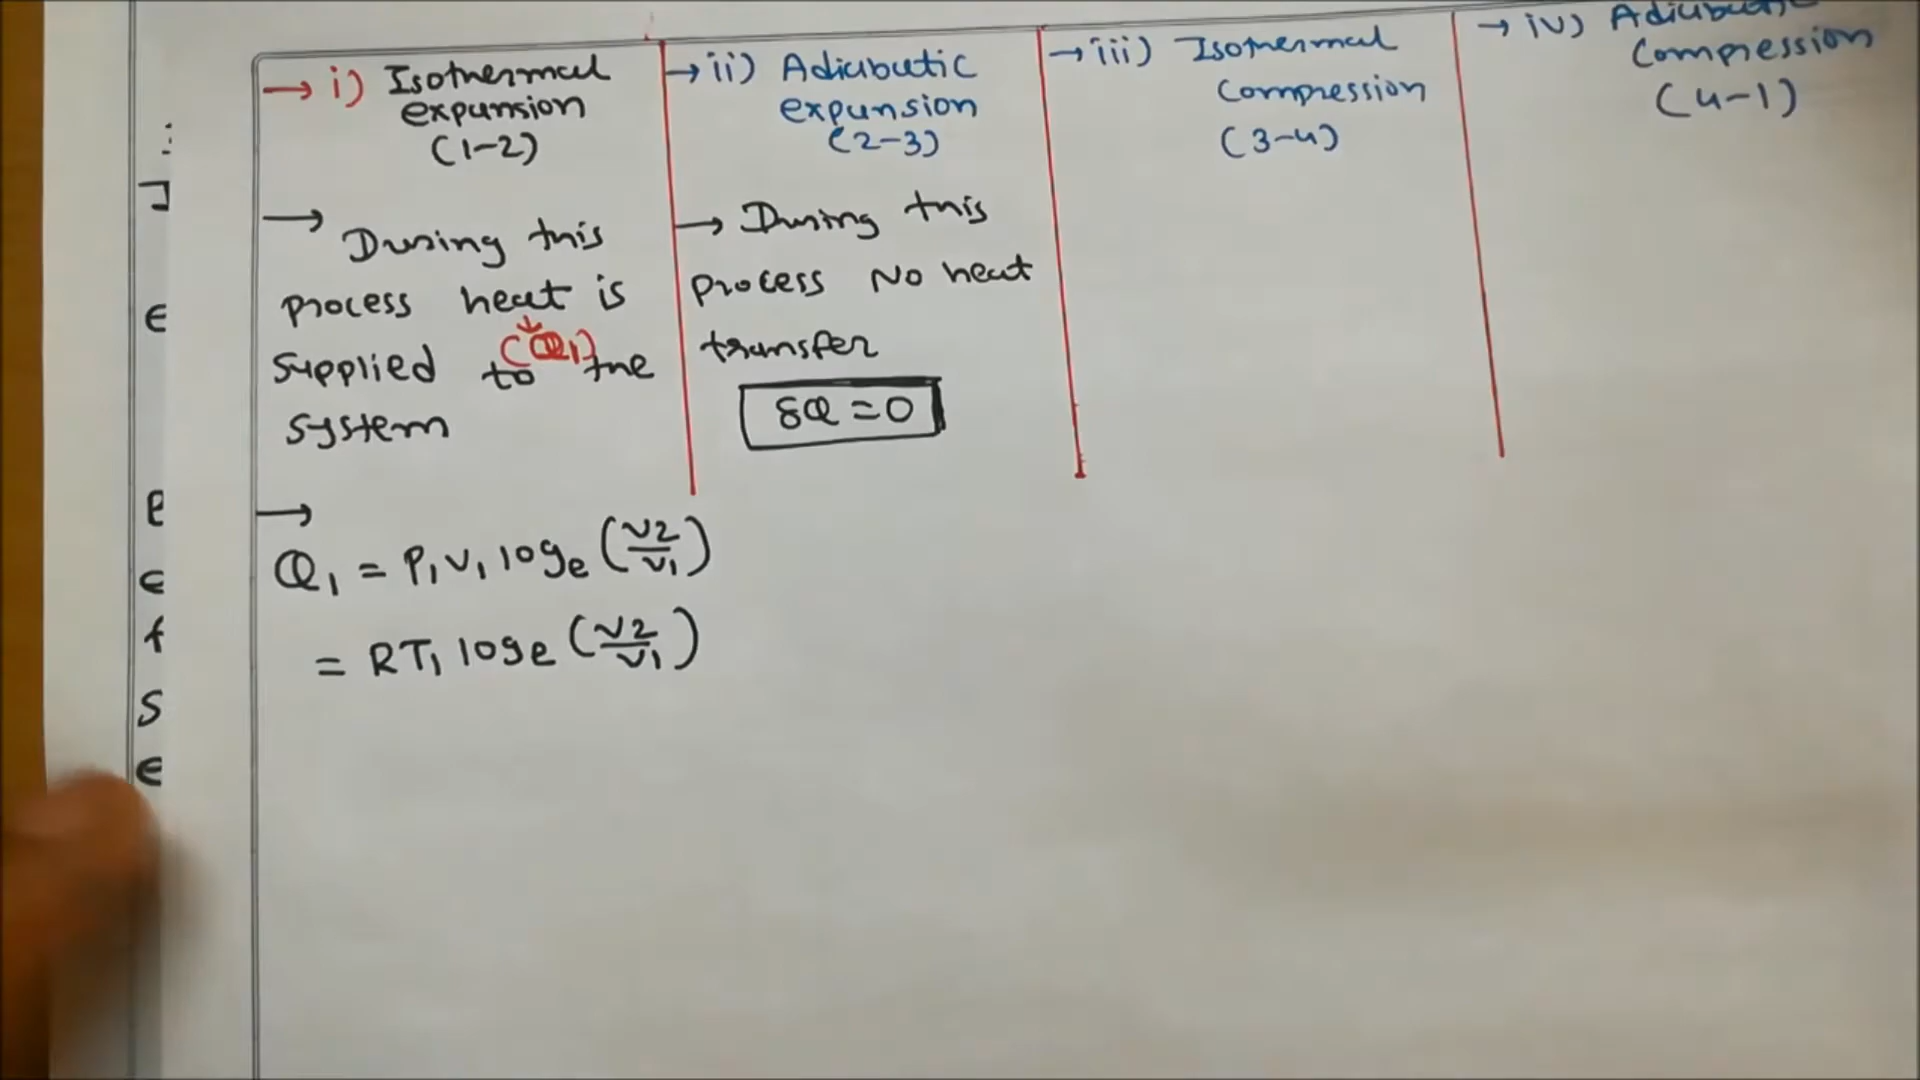 → i) Isothermal
expansion
(1-2)
→ During this
process heat is
(Q1)
supplied to the
system
→
Q1 = P1V1 loge (V2/V1)
= RT1 loge (V2/V1)
→ ii) Adiabatic
expansion
(2-3)
→ During this
process No heat
transfer
δQ = 0
→ iii) Isothermal
Compression
(3-4)
→ iv) Adiabatic
Compression
(4-1)